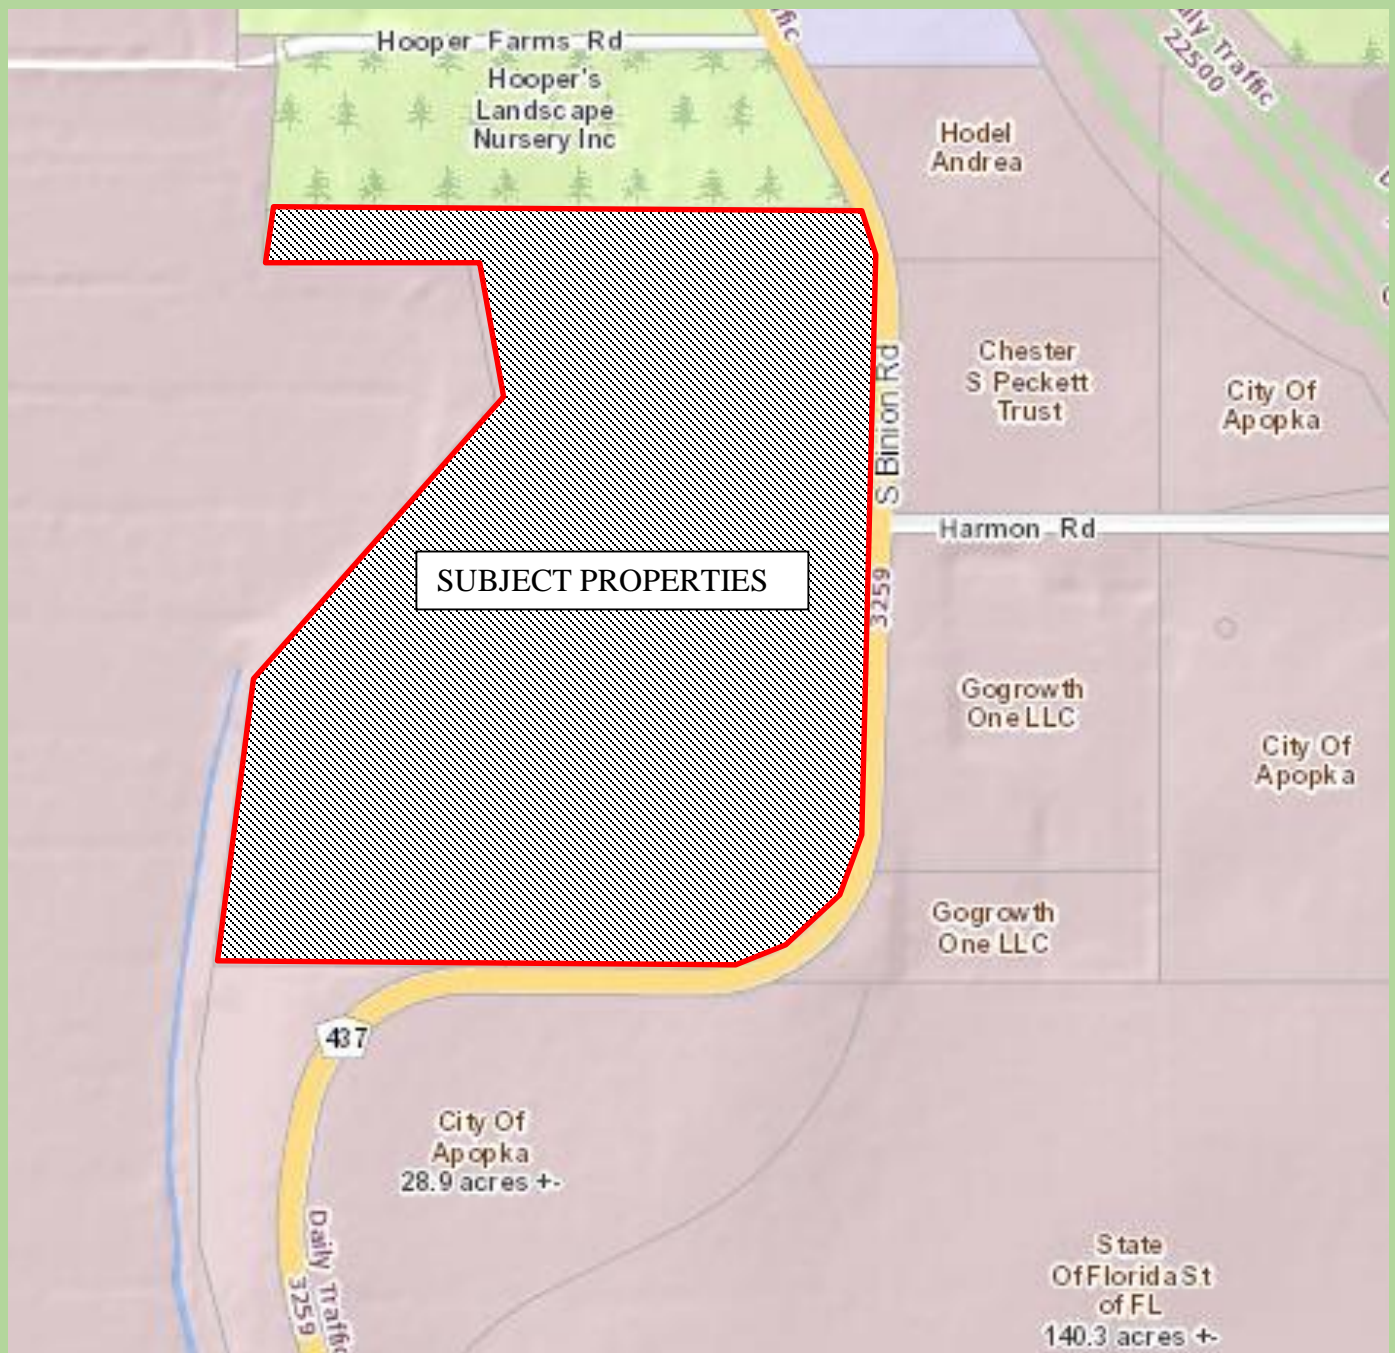 Hooper Farms Rd
Hooper's
Landscape
Nursery Inc
Hodel
Andrea
Daily Traffic
22500
Chester
S Peckett
Trust
City Of
Apopka
S Binion Rd
Harmon Rd
SUBJECT PROPERTIES
3259
Gogrowth
One LLC
City Of
Apopka
Gogrowth
One LLC
437
City Of
Apopka
28.9 acres +-
Daily Traffic
3259
State
Of Florida St
of FL
140.3 acres +-